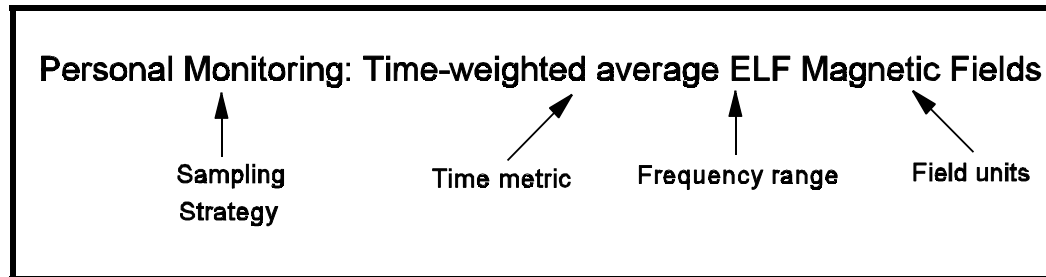 Personal Monitoring: Time-weighted average ELF Magnetic Fields
Sampling
Strategy
Time metric
Frequency range
Field units